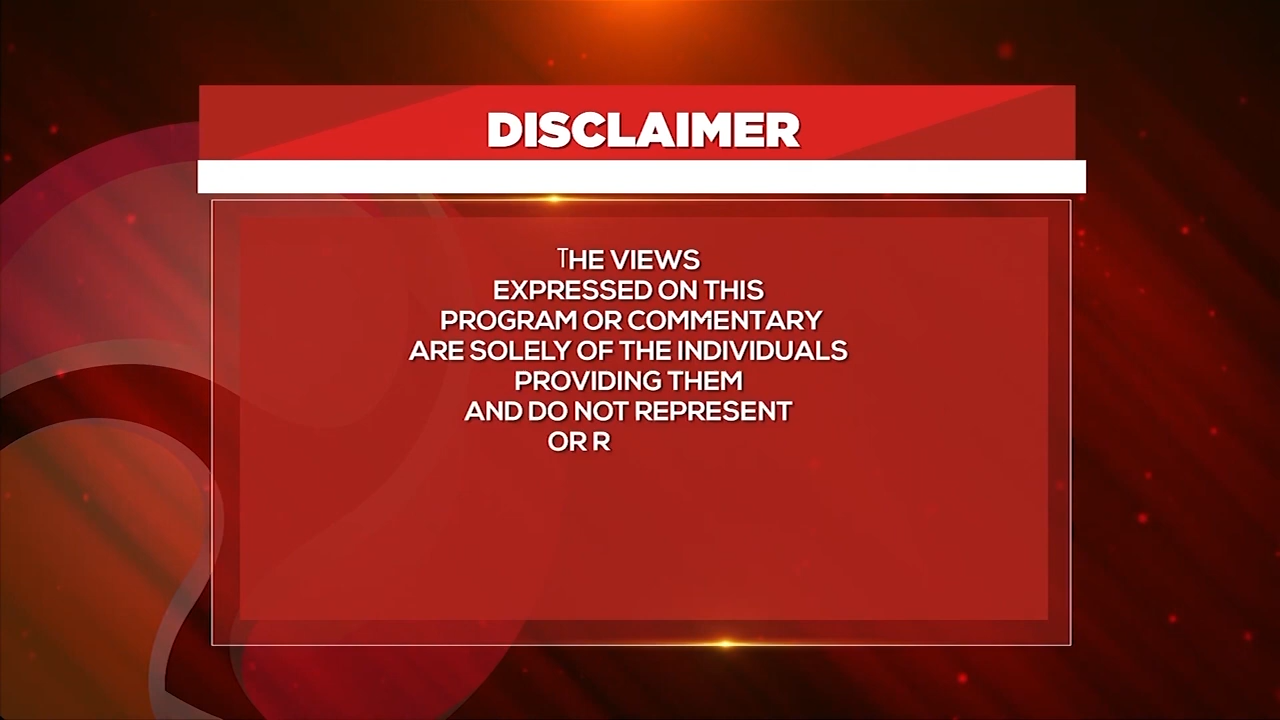 DISCLAIMER
THE VIEWS
EXPRESSED ON THIS
PROGRAM OR COMMENTARY
ARE SOLELY OF THE INDIVIDUALS
PROVIDING THEM
AND DO NOT REPRESENT
OR R